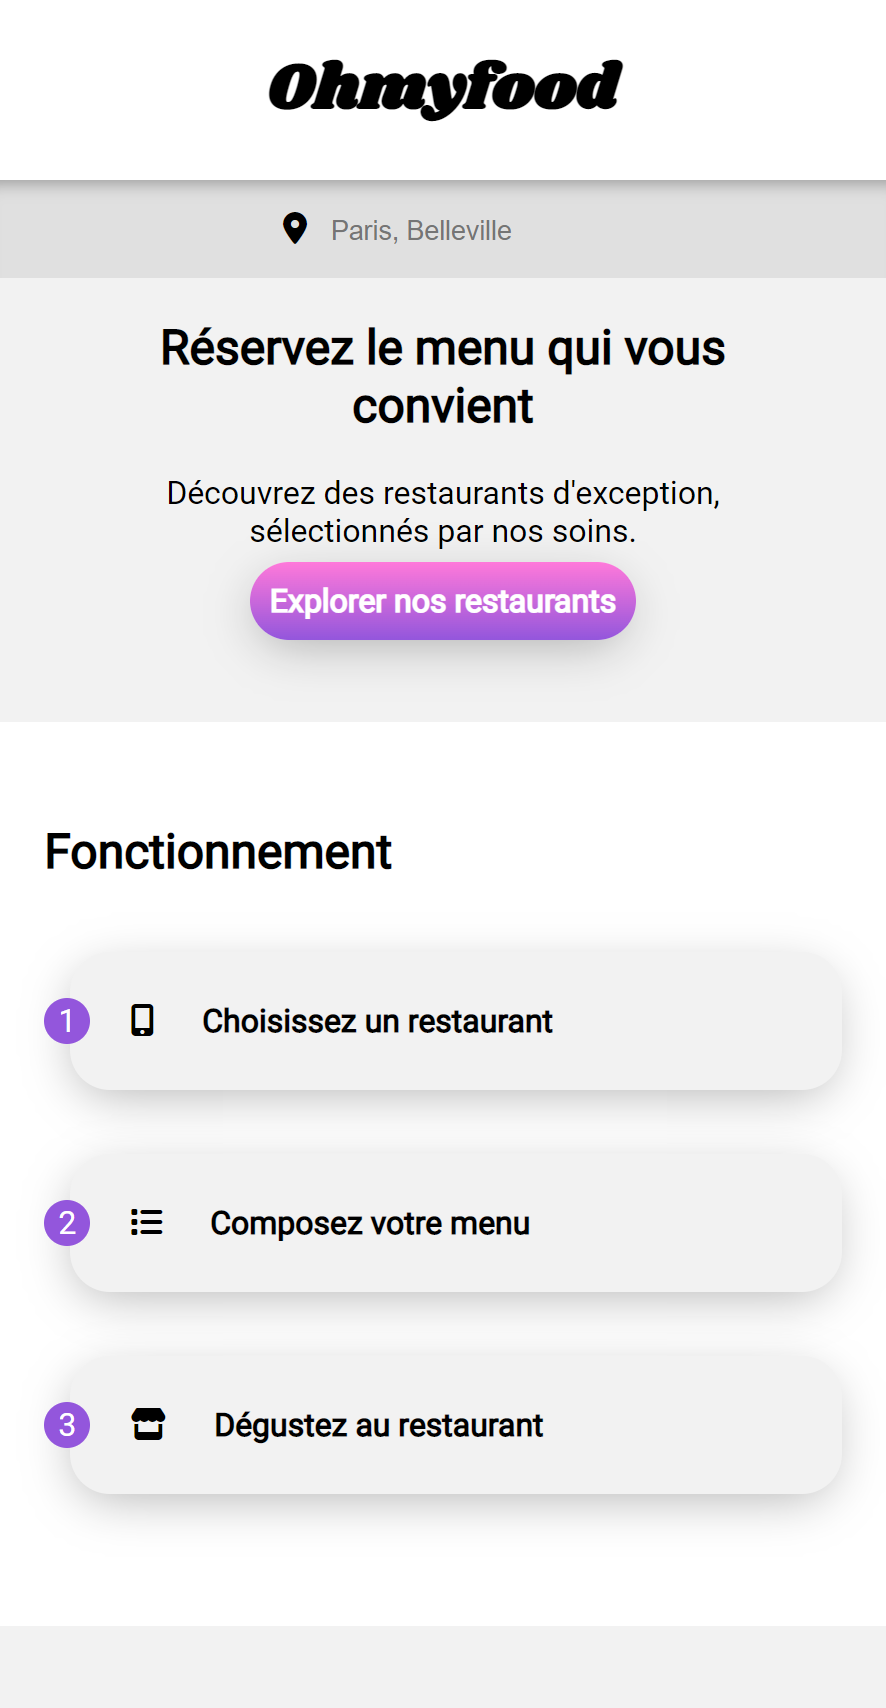 Ohmyfood
Paris, Belleville
Réservez le menu qui vous
convient
Découvrez des restaurants d'exception,
sélectionnés par nos soins.
Explorer nos restaurants
Fonctionnement
1 Choisissez un restaurant
2 Composez votre menu
3 Dégustez au restaurant